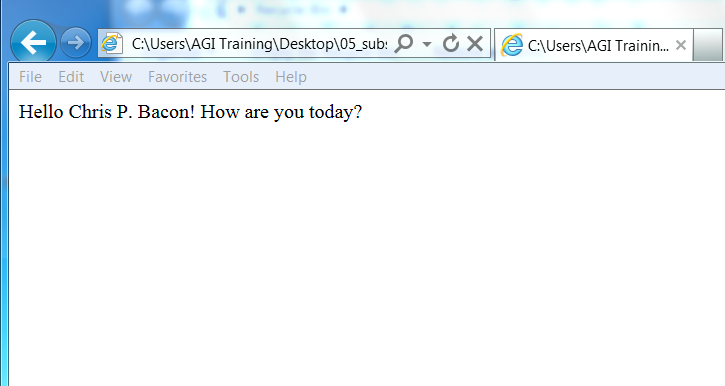 C:\Users\AGI Training\Desktop\05_sub
C:\Users\AGI Trainin...
File Edit View Favorites Tools Help
Hello Chris P. Bacon! How are you today?